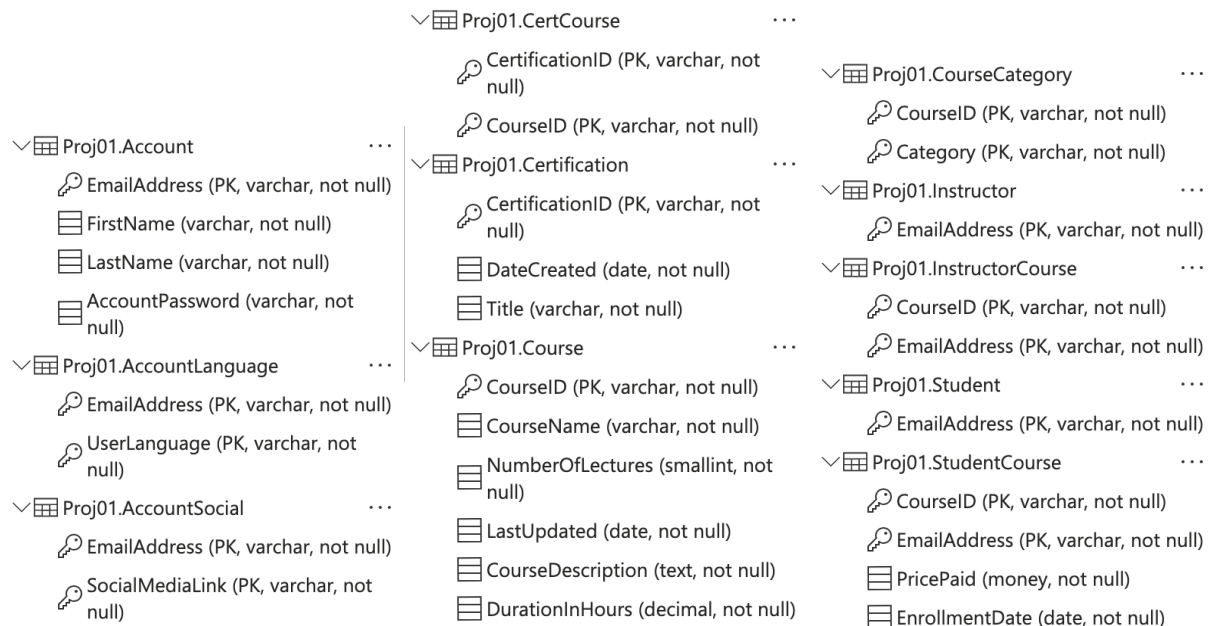 Proj01.Account
EmailAddress (PK, varchar, not null)
FirstName (varchar, not null)
LastName (varchar, not null)
AccountPassword (varchar, not
null)
Proj01.AccountLanguage
EmailAddress (PK, varchar, not null)
UserLanguage (PK, varchar, not
null)
Proj01.AccountSocial
EmailAddress (PK, varchar, not null)
SocialMediaLink (PK, varchar, not
null)
Proj01.CertCourse
CertificationID (PK, varchar, not
null)
CourseID (PK, varchar, not null)
Proj01.Certification
CertificationID (PK, varchar, not
null)
DateCreated (date, not null)
Title (varchar, not null)
Proj01.Course
CourseID (PK, varchar, not null)
CourseName (varchar, not null)
NumberOfLectures (smallint, not
null)
LastUpdated (date, not null)
CourseDescription (text, not null)
DurationInHours (decimal, not null)
Proj01.CourseCategory
CourseID (PK, varchar, not null)
Category (PK, varchar, not null)
Proj01.Instructor
EmailAddress (PK, varchar, not null)
Proj01.InstructorCourse
CourseID (PK, varchar, not null)
EmailAddress (PK, varchar, not null)
Proj01.Student
EmailAddress (PK, varchar, not null)
Proj01.StudentCourse
CourseID (PK, varchar, not null)
EmailAddress (PK, varchar, not null)
PricePaid (money, not null)
EnrollmentDate (date, not null)